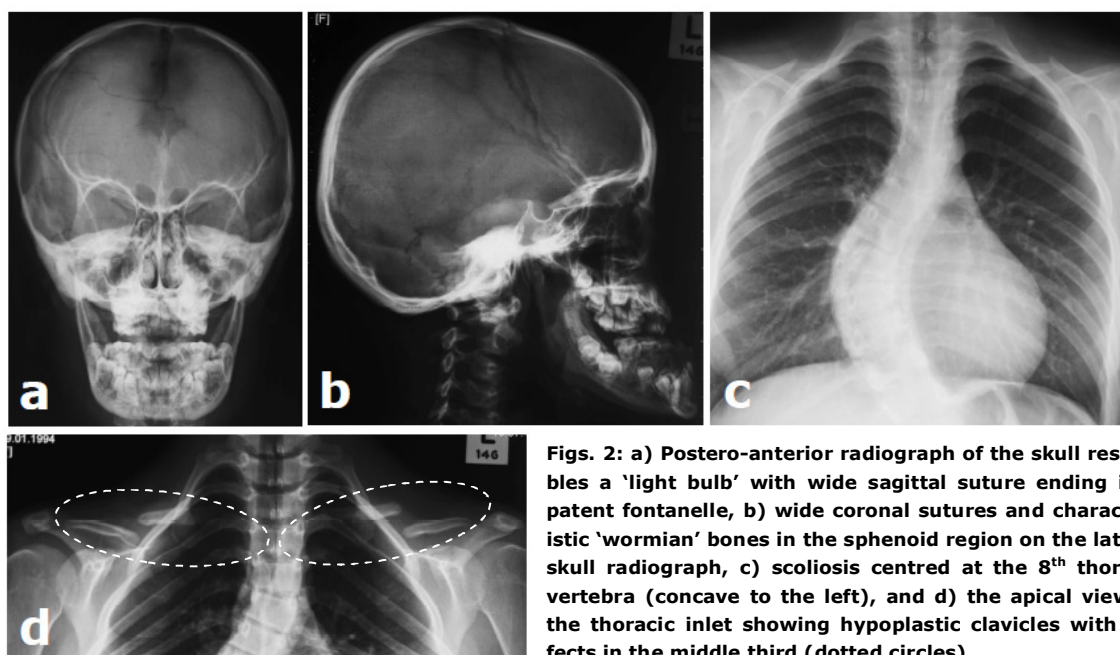 [F]
L
146
a
b
c
9.01.1994
L
146
d
Figs. 2: a) Postero-anterior radiograph of the skull res
bles a ‘light bulb’ with wide sagittal suture ending i
patent fontanelle, b) wide coronal sutures and charac
istic ‘wormian’ bones in the sphenoid region on the lat
skull radiograph, c) scoliosis centred at the 8th thor
vertebra (concave to the left), and d) the apical view
the thoracic inlet showing hypoplastic clavicles with
fects in the middle third (dotted circles)